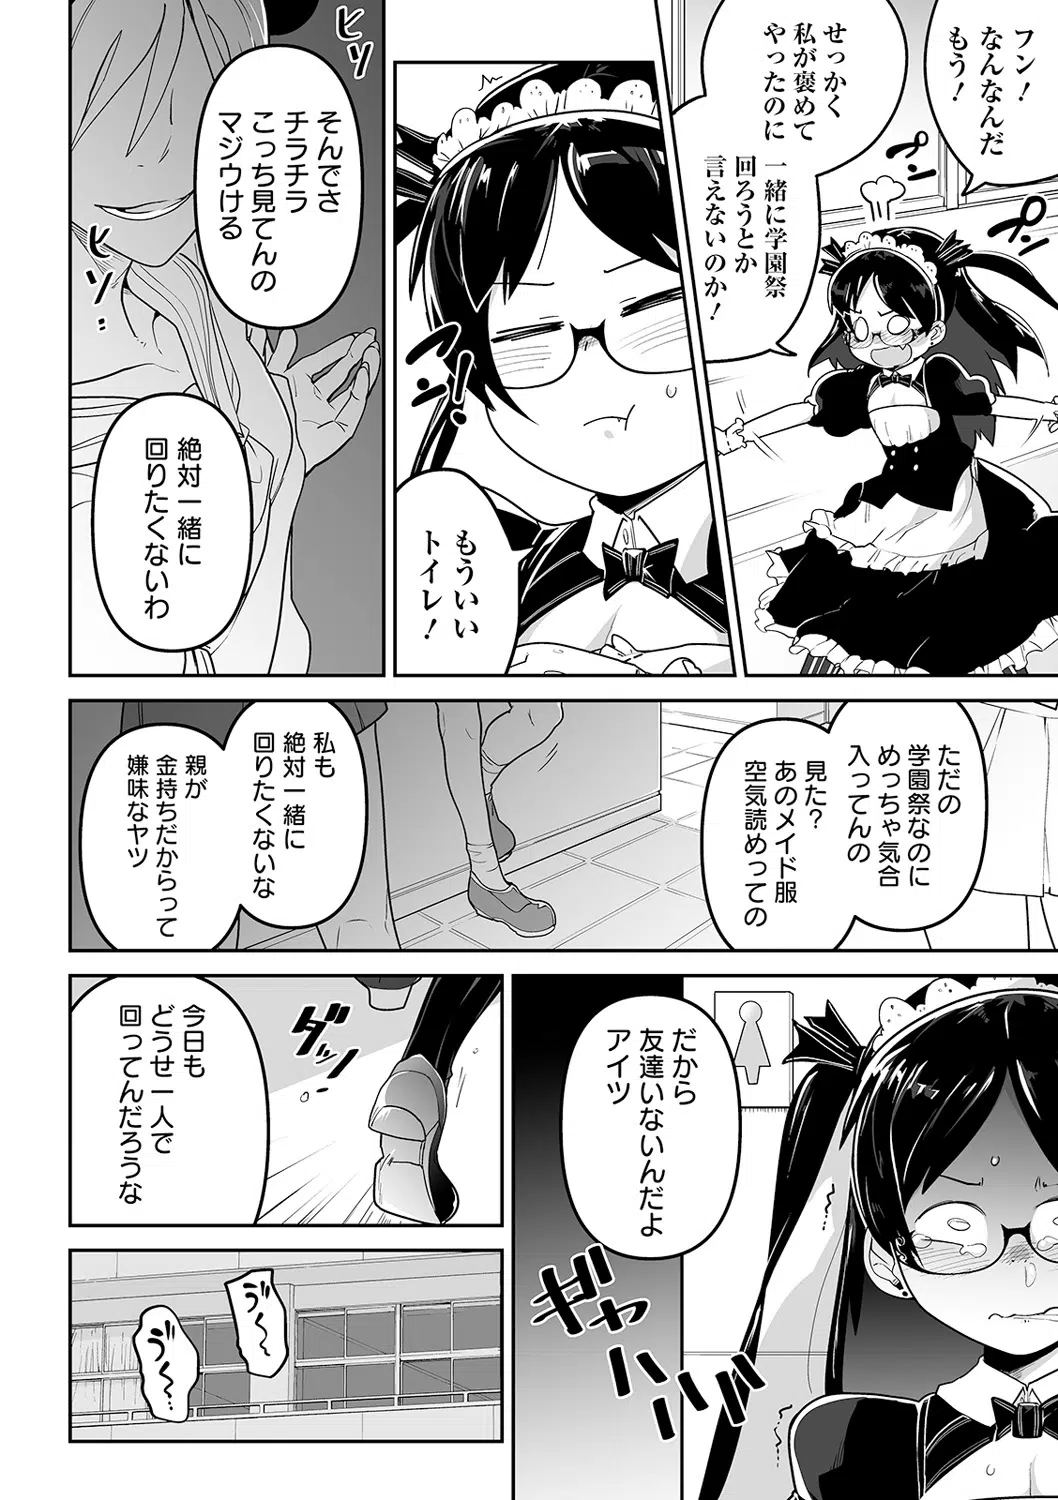 フン!
なんなんだ
もう!
せっかく
私が褒めて
やったのに
一緒に学園祭
回ろうとか
言えないのか!
プンプン!!
もういい
トイレ!
ヒソ
そんでさ
チラチラ
こっち見てんの
マジウける
ヒソ…
絶対一緒に
回りたくないわ
ただの
学園祭なのに
めっちゃ気合
入ってんの
見た?
あのメイド服
空気読めっての
私も
絶対一緒に
回りたくないな
親が
金持ちだからって
嫌味なヤツ
だから
友達いないんだよ
アイツ
ギャハハハ
今日も
どうせ一人で
回ってんだろうな
ダッ
う゛〜
う゛〜